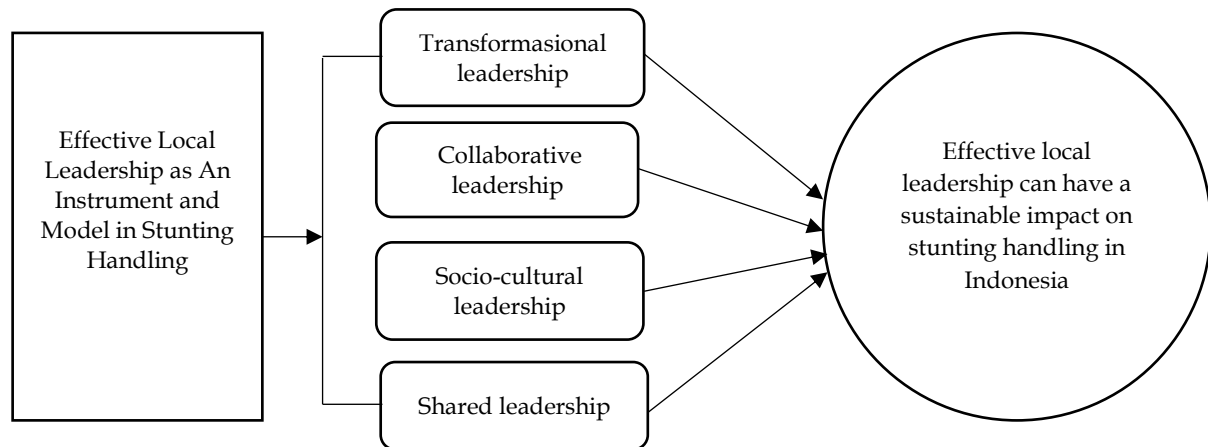 Effective Local
Leadership as An
Instrument and
Model in Stunting
Handling
Transformasional
leadership
Collaborative
leadership
Socio-cultural
leadership
Shared leadership
Effective local
leadership can have a
sustainable impact on
stunting handling in
Indonesia